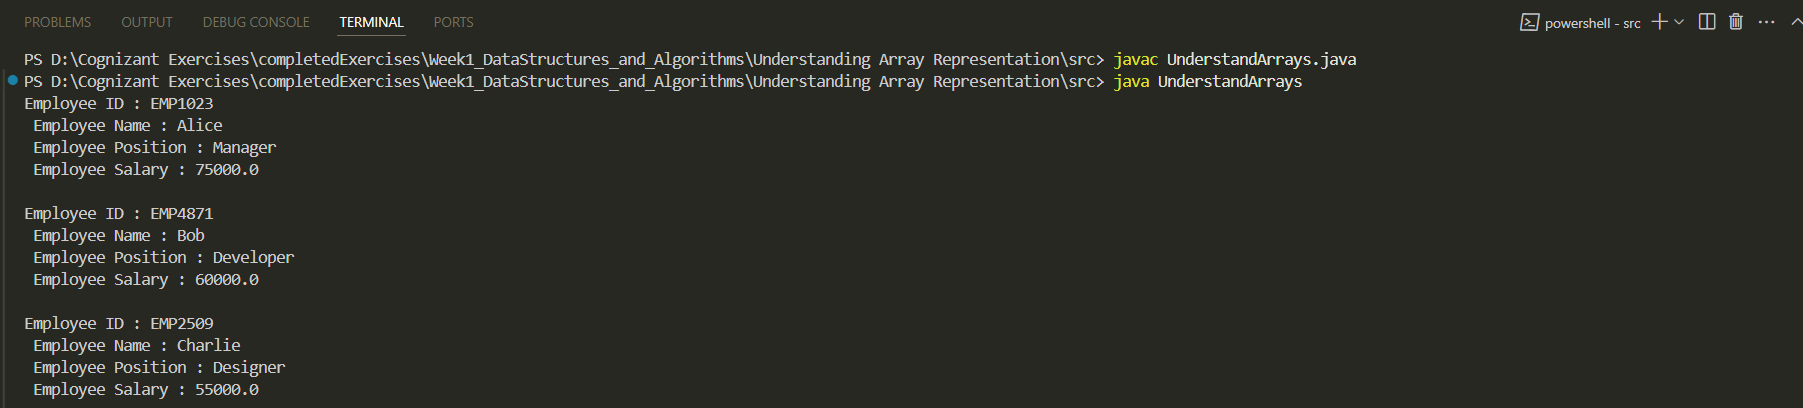 PROBLEMS OUTPUT DEBUG CONSOLE TERMINAL PORTS powershell - src
PS D:\Cognizant Exercises\completedExercises\Week1_DataStructures_and_Algorithms\Understanding Array Representation\src> javac UnderstandArrays.java
PS D:\Cognizant Exercises\completedExercises\Week1_DataStructures_and_Algorithms\Understanding Array Representation\src> java UnderstandArrays
Employee ID : EMP1023
Employee Name : Alice
Employee Position : Manager
Employee Salary : 75000.0
Employee ID : EMP4871
Employee Name : Bob
Employee Position : Developer
Employee Salary : 60000.0
Employee ID : EMP2509
Employee Name : Charlie
Employee Position : Designer
Employee Salary : 55000.0